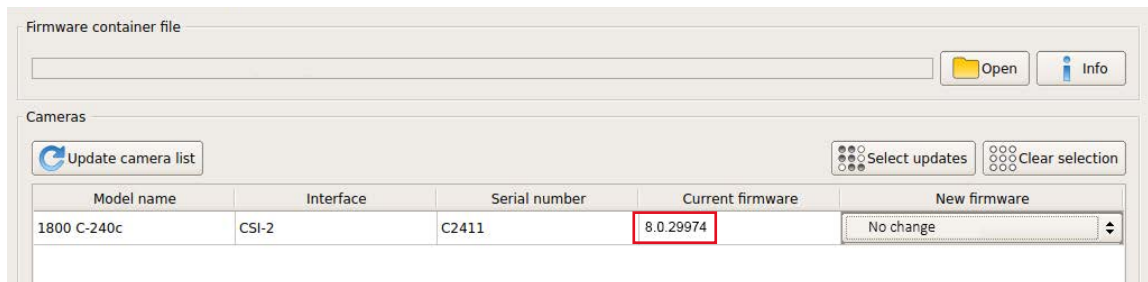 Firmware container file
Open Info
Cameras
Update camera list Select updates Clear selection
Model name Interface Serial number Current firmware New firmware
1800 C-240c CSI-2 C2411 8.0.29974 No change